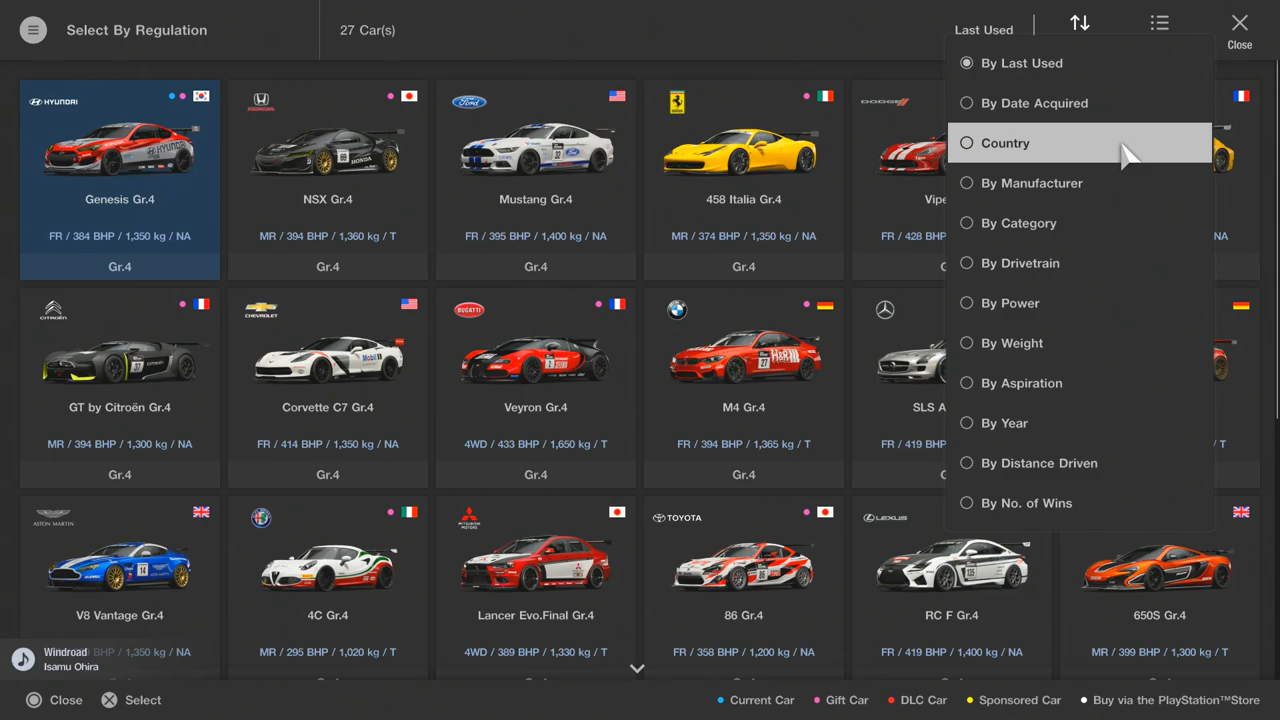 Select By Regulation
27 Car(s)
Last Used
Close
By Last Used
By Date Acquired
Country
By Manufacturer
By Category
By Drivetrain
By Power
By Weight
By Aspiration
By Year
By Distance Driven
By No. of Wins
HYUNDAI
HONDA
Ford
DODGE
HYUNDAI
69
HONDA
32
Genesis Gr.4
NSX Gr.4
Mustang Gr.4
458 Italia Gr.4
Vipe
FR / 384 BHP / 1,350 kg / NA
MR / 394 BHP / 1,360 kg / T
FR / 395 BHP / 1,400 kg / NA
MR / 374 BHP / 1,350 kg / NA
FR / 428 BHP
NA
Gr.4
Gr.4
Gr.4
Gr.4
CITROËN
CHEVROLET
BUGATTI
37
Mobil
H&R
27
GT by Citroën Gr.4
Corvette C7 Gr.4
Veyron Gr.4
M4 Gr.4
SLS A
MR / 394 BHP / 1,300 kg / NA
FR / 414 BHP / 1,350 kg / NA
4WD / 433 BHP / 1,650 kg / T
FR / 394 BHP / 1,365 kg / T
FR / 419 BHP
/ T
Gr.4
Gr.4
Gr.4
Gr.4
ASTON MARTIN
MITSUBISHI MOTORS
TOYOTA
LEXUS
14
86
135
V8 Vantage Gr.4
4C Gr.4
Lancer Evo.Final Gr.4
86 Gr.4
RC F Gr.4
650S Gr.4
BHP / 1,350 kg / NA
MR / 295 BHP / 1,020 kg / T
4WD / 389 BHP / 1,330 kg / T
FR / 358 BHP / 1,200 kg / NA
FR / 419 BHP / 1,400 kg / NA
MR / 399 BHP / 1,300 kg / T
Windroad
Isamu Ohira
Close
Select
Current Car
Gift Car
DLC Car
Sponsored Car
Buy via the PlayStation™Store